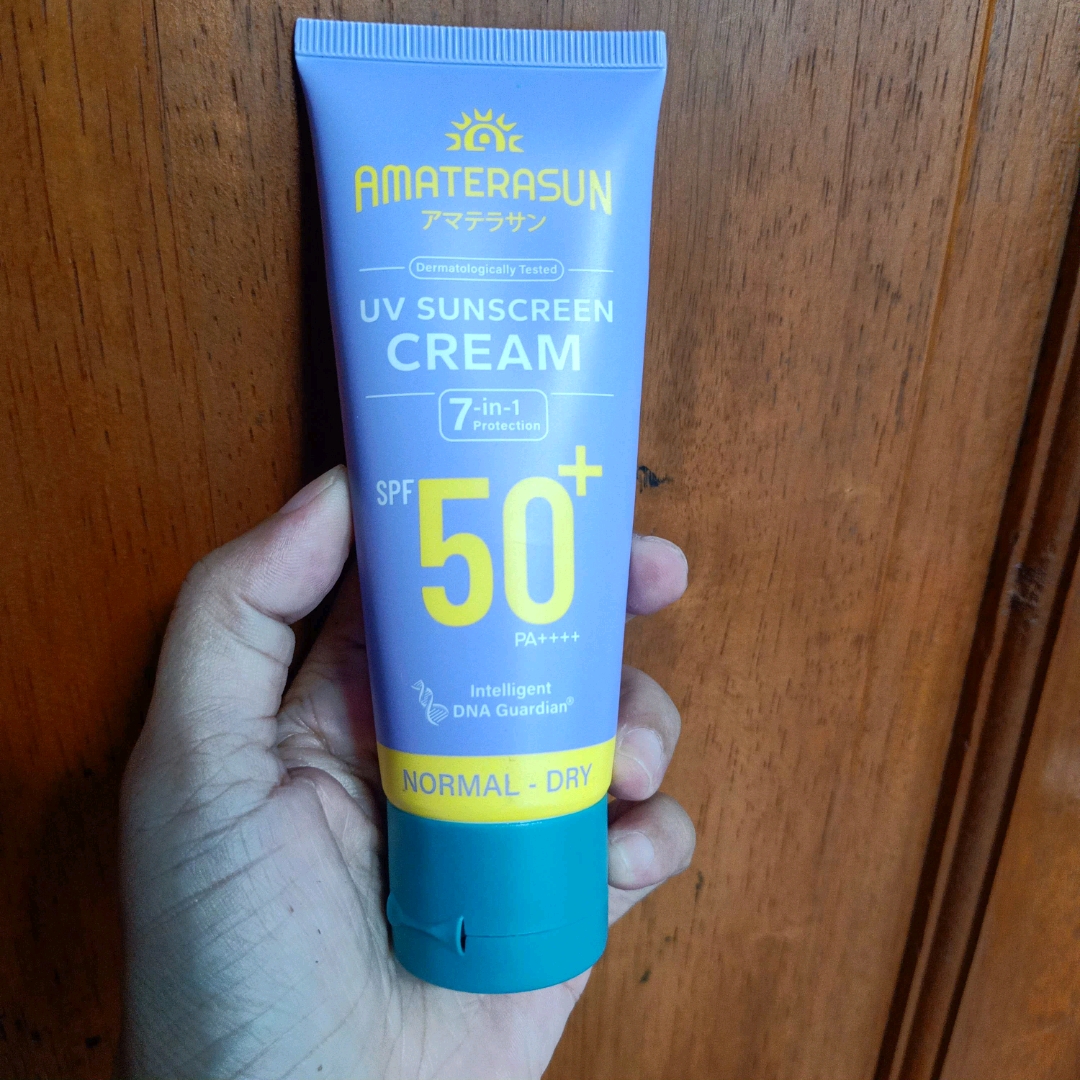 AMATERASUN
アマテラサン
Dermatologically Tested
UV SUNSCREEN
CREAM
7-in-1
Protection
SPF 50+
PA++++
Intelligent
DNA Guardian®
NORMAL - DRY